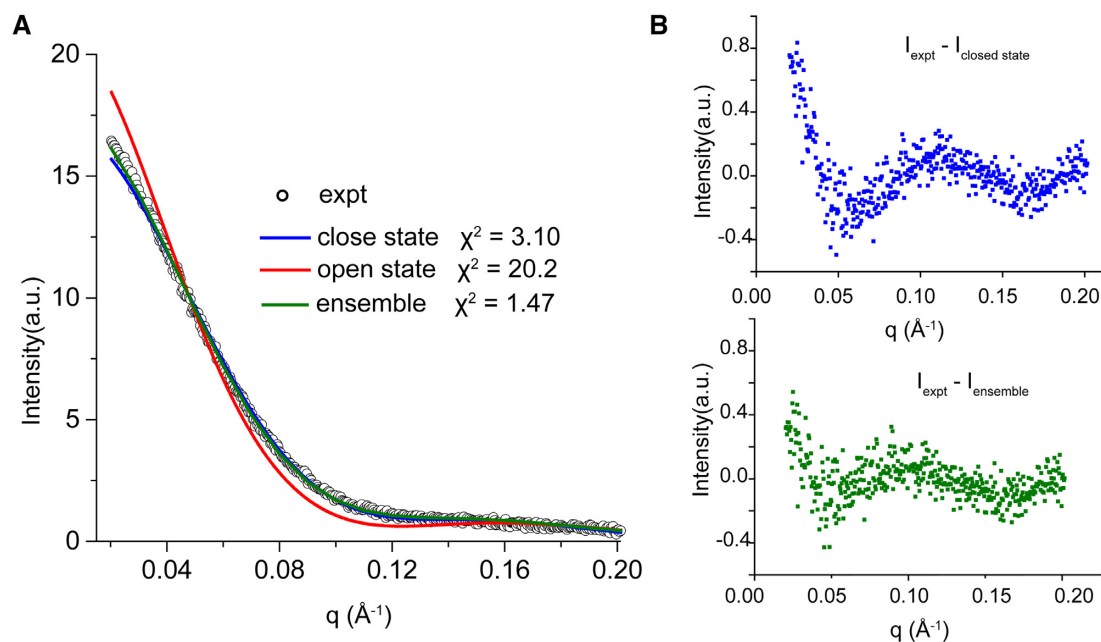 A
20
15
10
5
0
Intensity(a.u.)
expt
close state χ² = 3.10
open state χ² = 20.2
ensemble χ² = 1.47
0.04 0.08 0.12 0.16 0.20
q (Å⁻¹)
B
0.8
0.4
0.0
-0.4
Intensity(a.u.)
I_expt - I_closed state
0.00 0.05 0.10 0.15 0.20
q (Å⁻¹)
0.8
0.4
0.0
-0.4
Intensity(a.u.)
I_expt - I_ensemble
0.00 0.05 0.10 0.15 0.20
q (Å⁻¹)